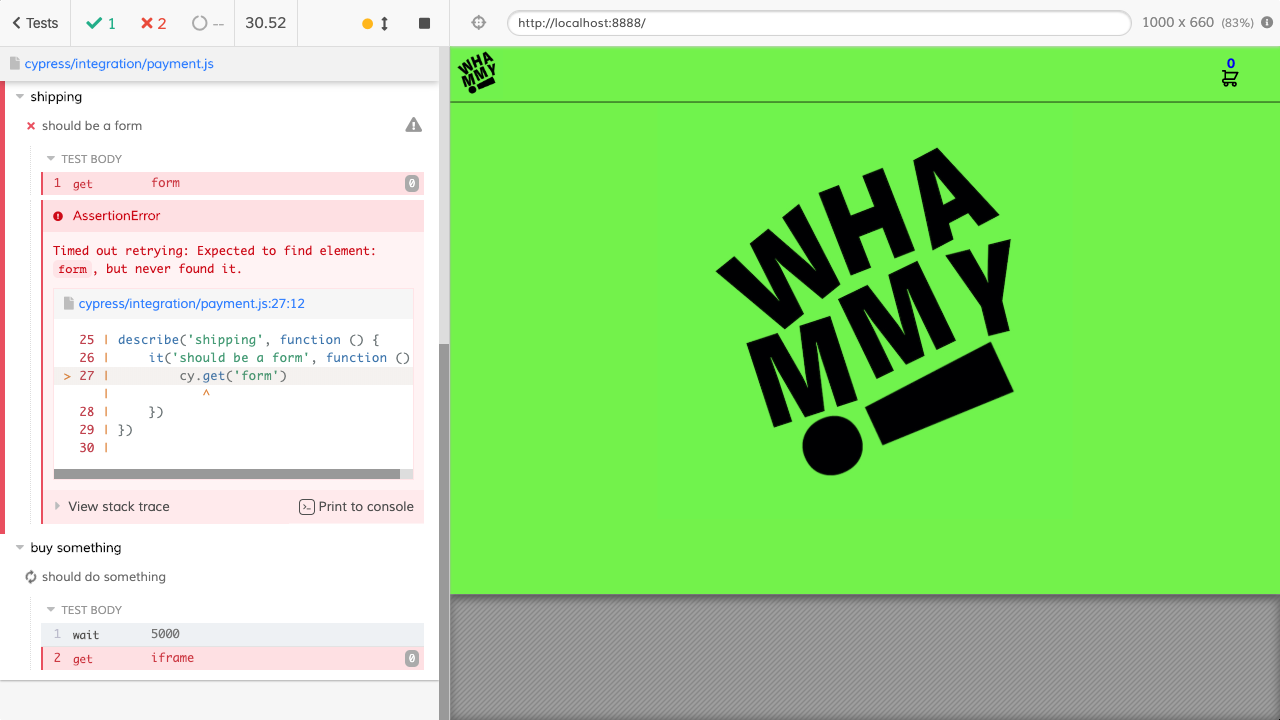 Tests
1
2
--
30.52
http://localhost:8888/
1000 x 660 (83%)
cypress/integration/payment.js
shipping
should be a form
TEST BODY
1 get form 0
AssertionError
Timed out retrying: Expected to find element:
form, but never found it.
cypress/integration/payment.js:27:12
25 | describe('shipping', function () {
26 | it('should be a form', function ()
> 27 | cy.get('form')
| ^
28 | })
29 | })
30 |
View stack trace
Print to console
buy something
should do something
TEST BODY
1 wait 5000
2 get iframe 0
WHA
MMY
0
WHA
MMY